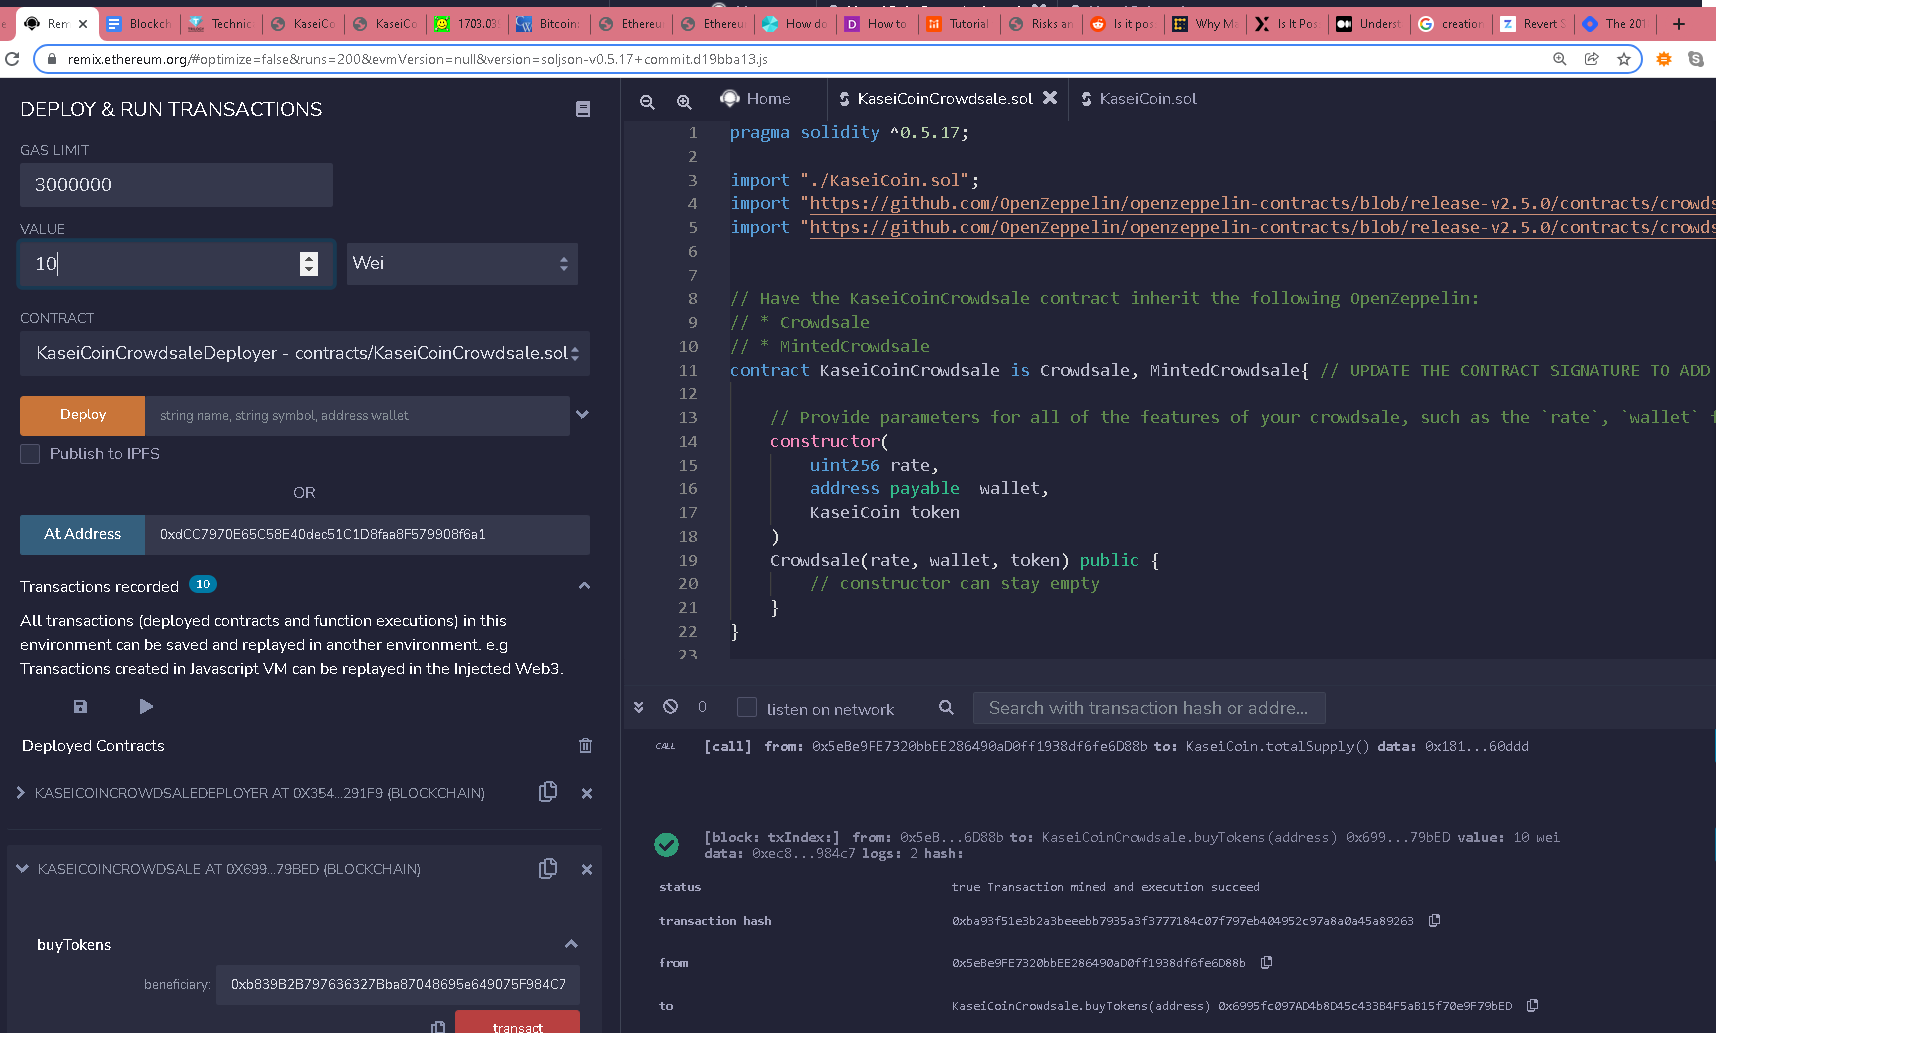 Rem
Blockch
Technic
KaseiCo
KaseiCo
1703.03
Bitcoin:
Ethereu
Ethereu
How do
How to
Tutorial
Risks an
Is it pos
Why Ma
Is It Pos
Underst
creation
Revert S
The 201
remix.ethereum.org/#optimize=false&runs=200&evmVersion=null&version=soljson-v0.5.17+commit.d19bba13.js
DEPLOY & RUN TRANSACTIONS
GAS LIMIT
3000000
VALUE
10
Wei
CONTRACT
KaseiCoinCrowdsaleDeployer - contracts/KaseiCoinCrowdsale.sol
Deploy
string name, string symbol, address wallet
Publish to IPFS
OR
At Address
0xdCC7970E65C58E40dec51C1D8faa8F579908f6a1
Transactions recorded 10
All transactions (deployed contracts and function executions) in this
environment can be saved and replayed in another environment. e.g
Transactions created in Javascript VM can be replayed in the Injected Web3.
Deployed Contracts
KASEICOINCROWDSALEDEPLOYER AT 0X354...291F9 (BLOCKCHAIN)
KASEICOINCROWDSALE AT 0X699...79BED (BLOCKCHAIN)
buyTokens
beneficiary: 0xb839B2B797636327Bba87048695e649075F984C7
transact
Home
KaseiCoinCrowdsale.sol
KaseiCoin.sol
1 pragma solidity ^0.5.17;
2
3 import "./KaseiCoin.sol";
4 import "https://github.com/OpenZeppelin/openzeppelin-contracts/blob/release-v2.5.0/contracts/crowds
5 import "https://github.com/OpenZeppelin/openzeppelin-contracts/blob/release-v2.5.0/contracts/crowds
6
7
8 // Have the KaseiCoinCrowdsale contract inherit the following OpenZeppelin:
9 // * Crowdsale
10 // * MintedCrowdsale
11 contract KaseiCoinCrowdsale is Crowdsale, MintedCrowdsale{ // UPDATE THE CONTRACT SIGNATURE TO ADD
12
13 // Provide parameters for all of the features of your crowdsale, such as the `rate`, `wallet` f
14 constructor(
15 uint256 rate,
16 address payable wallet,
17 KaseiCoin token
18 )
19 Crowdsale(rate, wallet, token) public {
20 // constructor can stay empty
21 }
22 }
23
0
listen on network
Search with transaction hash or addre...
CALL [call] from: 0x5eBe9FE7320bbEE286490aD0ff1938df6fe6D88b to: KaseiCoin.totalSupply() data: 0x181...60ddd
[block: txIndex:] from: 0x5eB...6D88b to: KaseiCoinCrowdsale.buyTokens(address) 0x699...79bED value: 10 wei
data: 0xec8...984c7 logs: 2 hash:
status true Transaction mined and execution succeed
transaction hash 0xba93f51e3b2a3beeebb7935a3f3777184c07f797eb404952c97a8a0a45a89263
from 0x5eBe9FE7320bbEE286490aD0ff1938df6fe6D88b
to KaseiCoinCrowdsale.buyTokens(address) 0x6995fc097AD4b8D45c433B4F5aB15f70e9F79bED